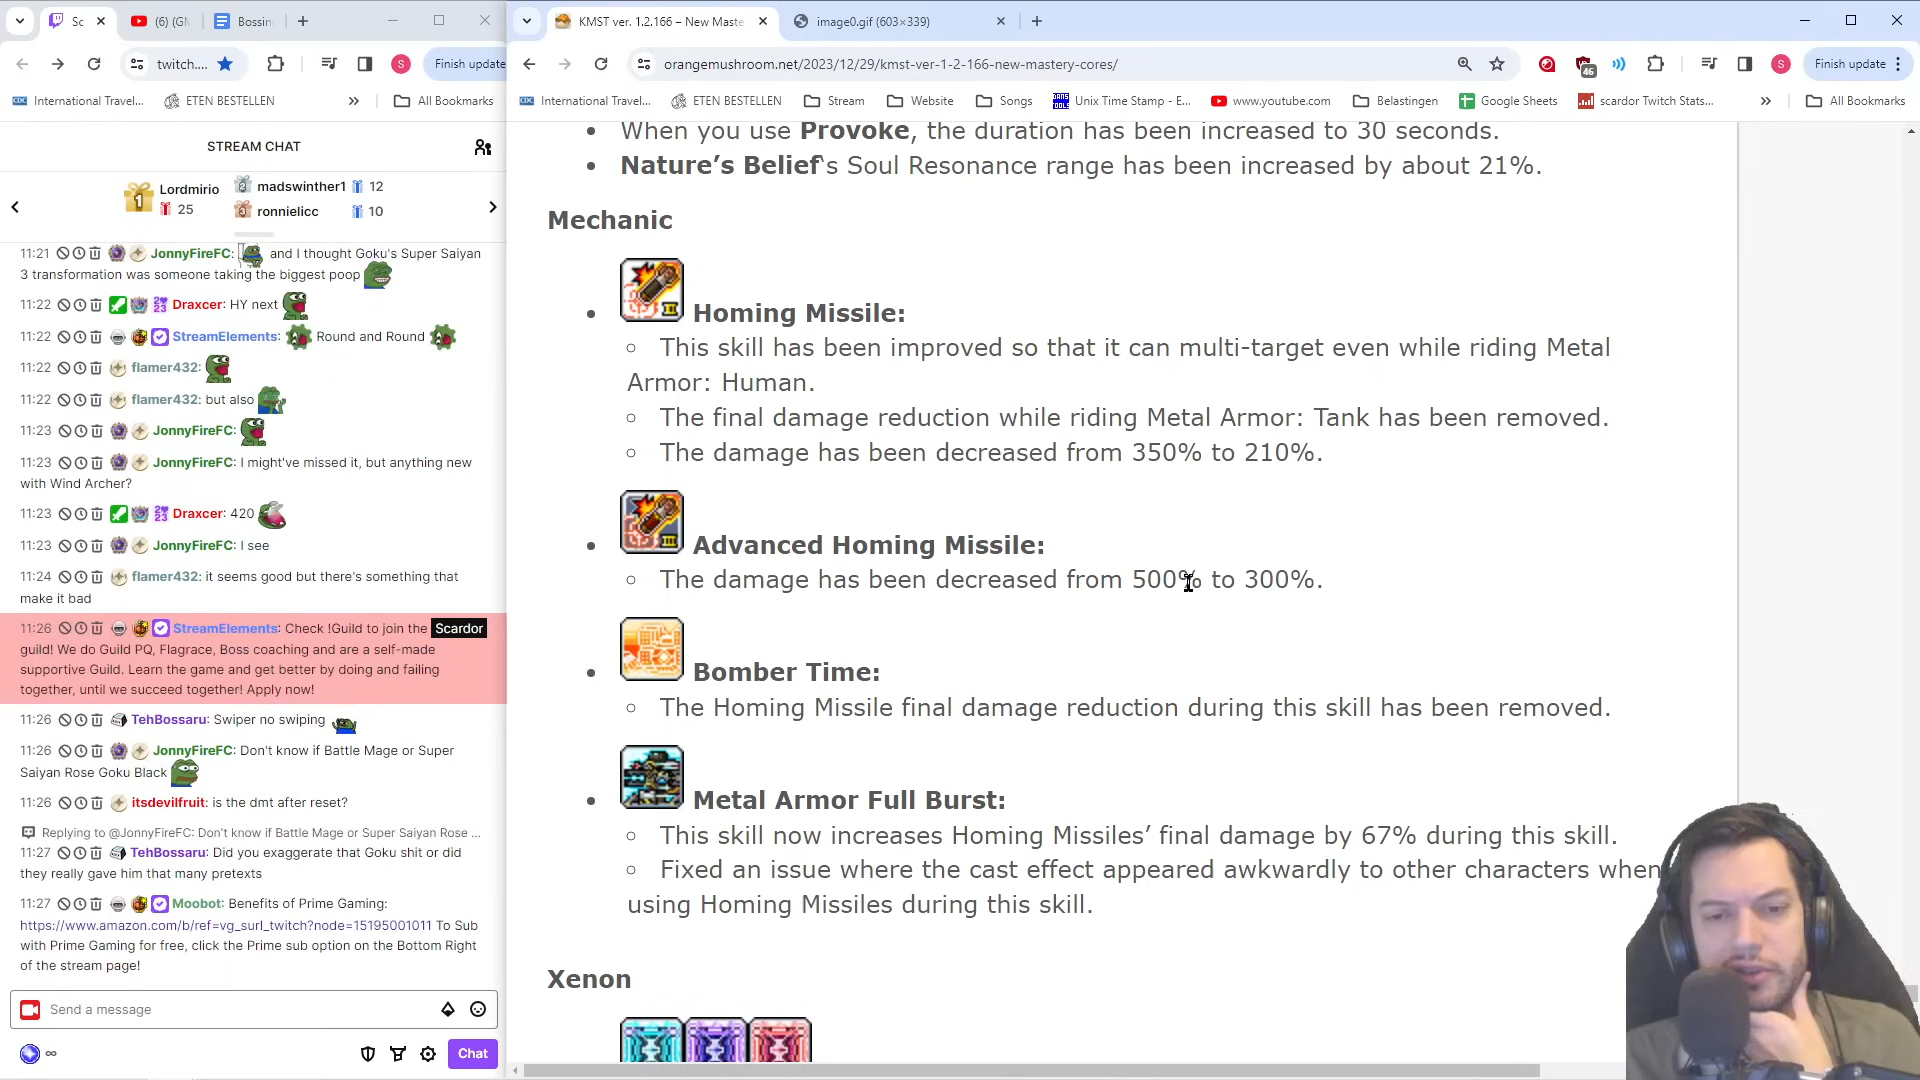 Sc
(6) (GM
Bossin
twitch....
Finish update
International Travel...
ETEN BESTELLEN
»
All Bookmarks
STREAM CHAT
Lordmirio
25
madswinther1 12
ronnielicc 10
11:21 JonnyFireFC: and I thought Goku's Super Saiyan
3 transformation was someone taking the biggest poop
11:22 Draxcer: HY next
11:22 StreamElements: Round and Round
11:22 flamer432:
11:22 flamer432: but also
11:23 JonnyFireFC:
11:23 JonnyFireFC: I might've missed it, but anything new
with Wind Archer?
11:23 Draxcer: 420
11:23 JonnyFireFC: I see
11:24 flamer432: it seems good but there's something that
make it bad
11:26 StreamElements: Check !Guild to join the Scardor
guild! We do Guild PQ, Flagrace, Boss coaching and are a self-made
supportive Guild. Learn the game and get better by doing and failing
together, until we succeed together! Apply now!
11:26 TehBossaru: Swiper no swiping
11:26 JonnyFireFC: Don't know if Battle Mage or Super
Saiyan Rose Goku Black
11:26 itsdevilfruit: is the dmt after reset?
Replying to @JonnyFireFC: Don't know if Battle Mage or Super Saiyan Rose ...
11:27 TehBossaru: Did you exaggerate that Goku shit or did
they really gave him that many pretexts
11:27 Moobot: Benefits of Prime Gaming:
https://www.amazon.com/b/ref=vg_surl_twitch?node=15195001011 To Sub
with Prime Gaming for free, click the Prime sub option on the Bottom Right
of the stream page!
Send a message
∞
Chat
KMST ver. 1.2.166 – New Maste
image0.gif (603×339)
orangemushroom.net/2023/12/29/kmst-ver-1-2-166-new-mastery-cores/
46
Finish update
International Travel...
ETEN BESTELLEN
Stream
Website
Songs
Unix Time Stamp - E...
www.youtube.com
Belastingen
Google Sheets
scardor Twitch Stats...
»
All Bookmarks
• When you use Provoke, the duration has been increased to 30 seconds.
• Nature’s Belief‘s Soul Resonance range has been increased by about 21%.
Mechanic
• Homing Missile:
○ This skill has been improved so that it can multi-target even while riding Metal
Armor: Human.
○ The final damage reduction while riding Metal Armor: Tank has been removed.
○ The damage has been decreased from 350% to 210%.
• Advanced Homing Missile:
○ The damage has been decreased from 500% to 300%.
• Bomber Time:
○ The Homing Missile final damage reduction during this skill has been removed.
• Metal Armor Full Burst:
○ This skill now increases Homing Missiles’ final damage by 67% during this skill.
○ Fixed an issue where the cast effect appeared awkwardly to other characters when
using Homing Missiles during this skill.
Xenon